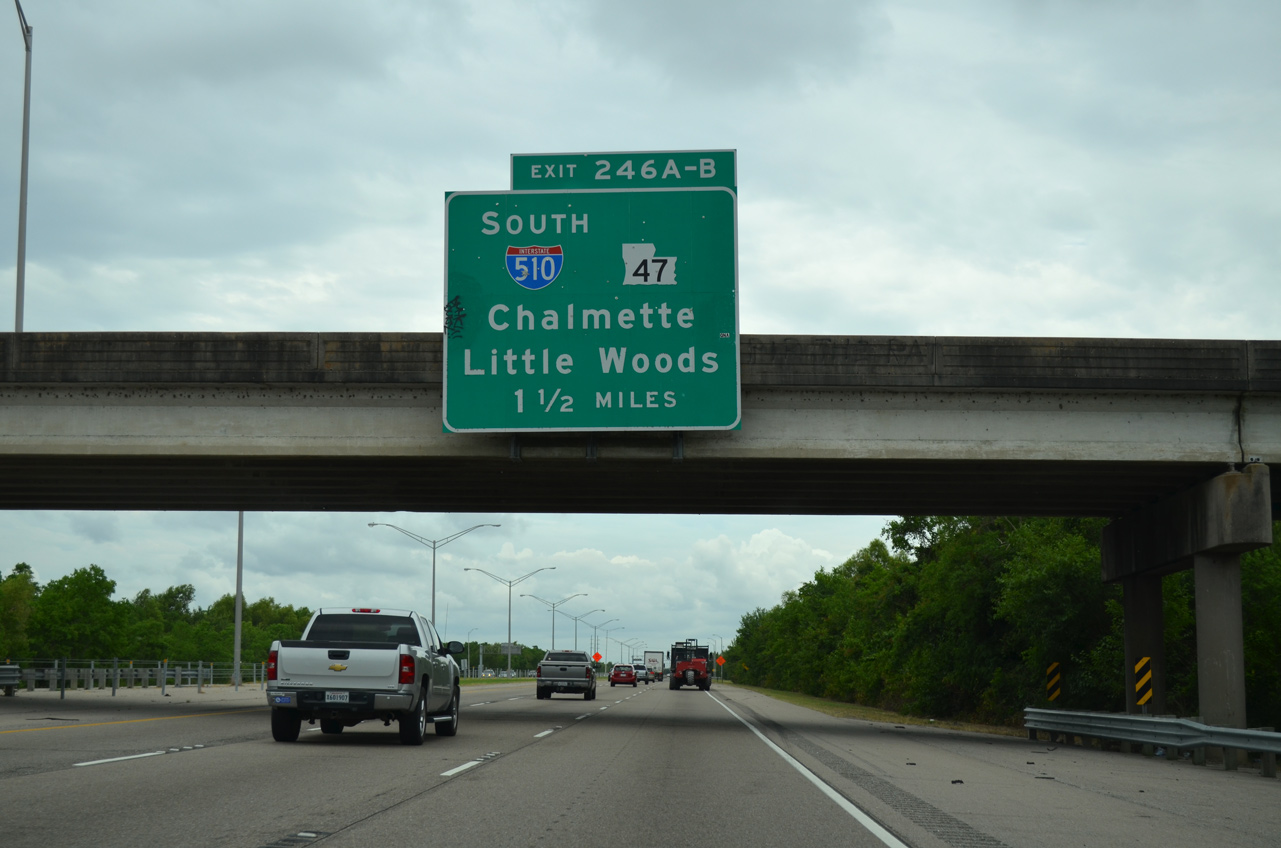 EXIT 246A-B
SOUTH
INTERSTATE
510
47
Chalmette
Little Woods
1 1/2 MILES